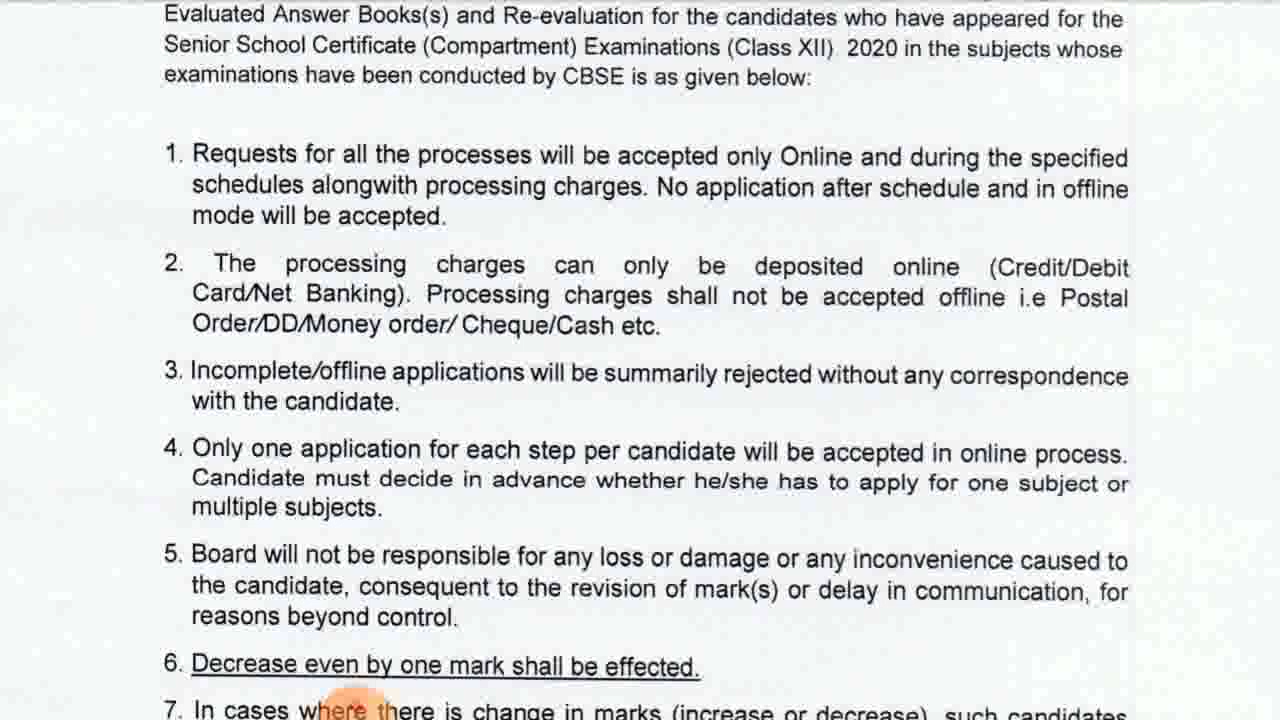 Evaluated Answer Books(s) and Re-evaluation for the candidates who have appeared for the
Senior School Certificate (Compartment) Examinations (Class XII) 2020 in the subjects whose
examinations have been conducted by CBSE is as given below:
1. Requests for all the processes will be accepted only Online and during the specified
schedules alongwith processing charges. No application after schedule and in offline
mode will be accepted.
2. The processing charges can only be deposited online (Credit/Debit
Card/Net Banking). Processing charges shall not be accepted offline i.e Postal
Order/DD/Money order/ Cheque/Cash etc.
3. Incomplete/offline applications will be summarily rejected without any correspondence
with the candidate.
4. Only one application for each step per candidate will be accepted in online process.
Candidate must decide in advance whether he/she has to apply for one subject or
multiple subjects.
5. Board will not be responsible for any loss or damage or any inconvenience caused to
the candidate, consequent to the revision of mark(s) or delay in communication, for
reasons beyond control.
6. Decrease even by one mark shall be effected.
7. In cases where there is change in marks (increase or decrease), such candidates